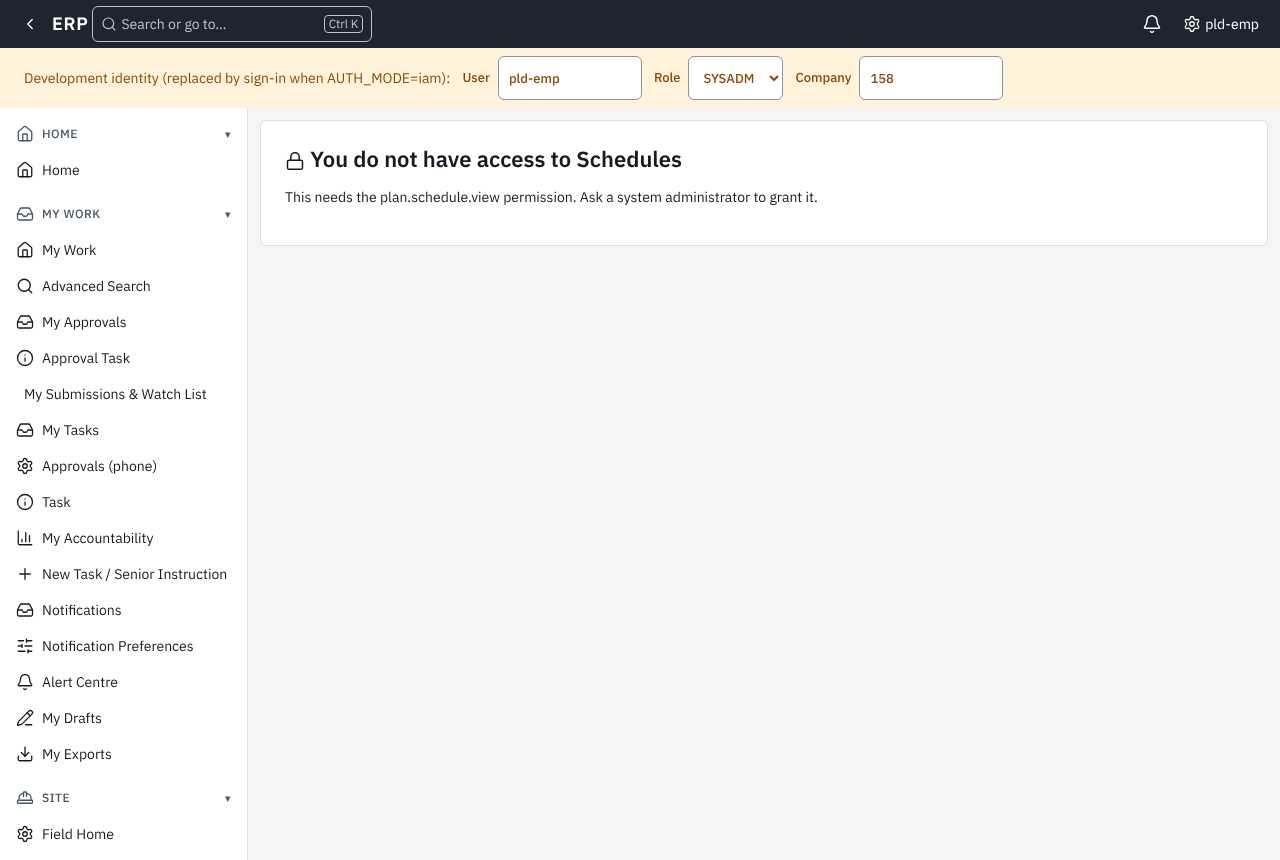 ERP
Search or go to...
Ctrl K
pld-emp
Development identity (replaced by sign-in when AUTH_MODE=iam):
User
pld-emp
Role
SYSADM
Company
158
HOME
Home
MY WORK
My Work
Advanced Search
My Approvals
Approval Task
My Submissions & Watch List
My Tasks
Approvals (phone)
Task
My Accountability
New Task / Senior Instruction
Notifications
Notification Preferences
Alert Centre
My Drafts
My Exports
SITE
Field Home
You do not have access to Schedules
This needs the plan.schedule.view permission. Ask a system administrator to grant it.